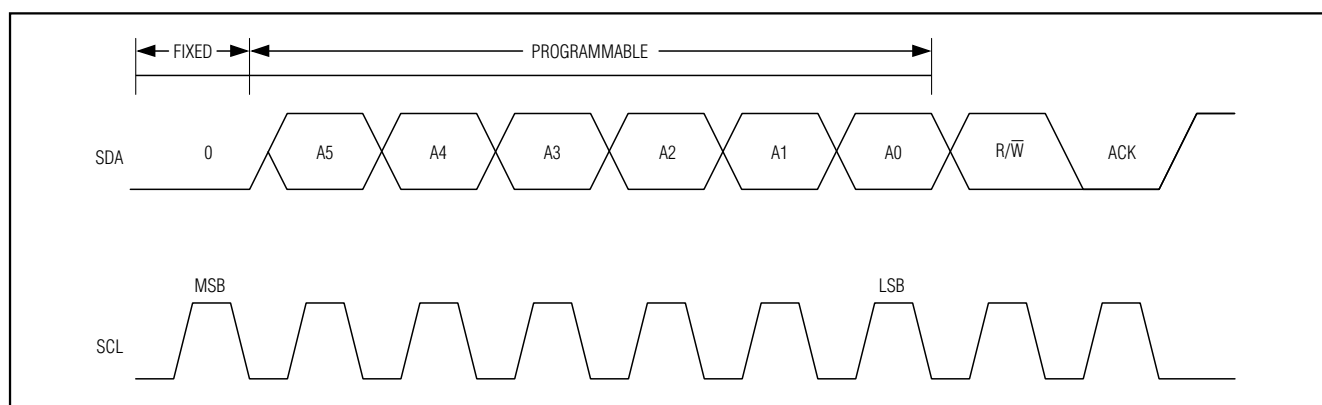 FIXED PROGRAMMABLE
SDA 0 A5 A4 A3 A2 A1 A0 R/W̅ ACK
MSB LSB
SCL